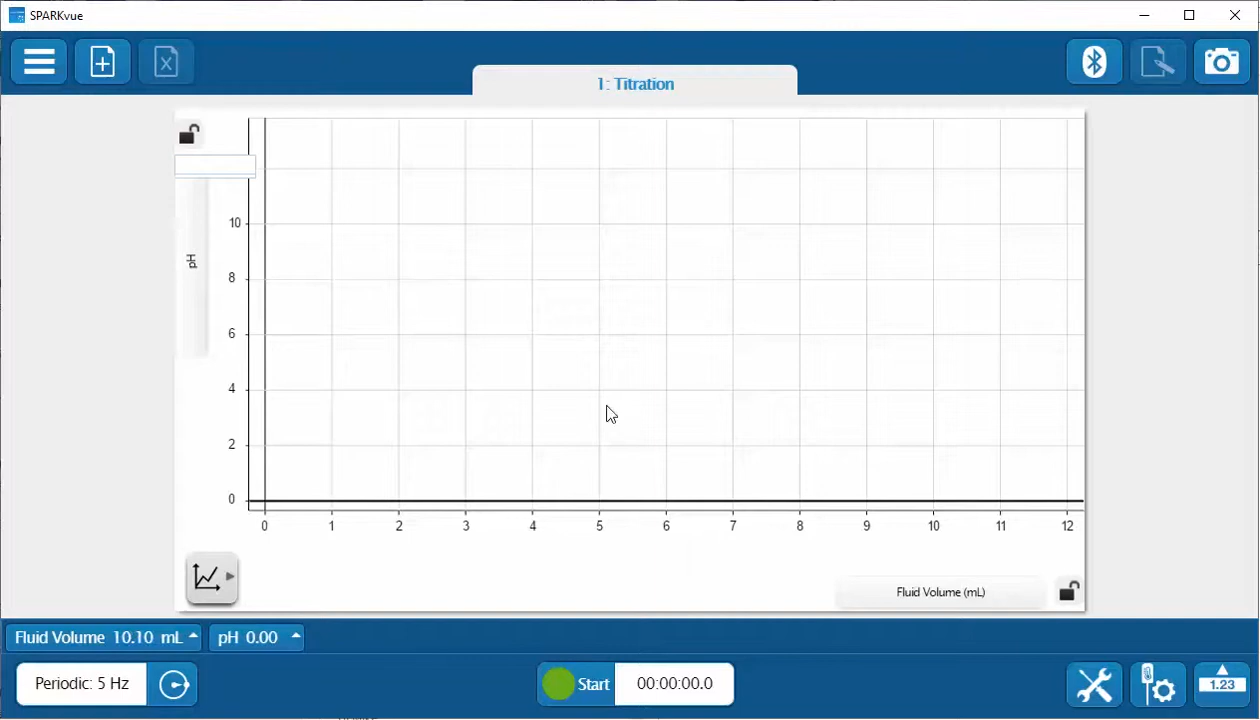 SPARKvue
1: Titration
10
8
6
4
2
0
pH
0 1 2 3 4 5 6 7 8 9 10 11 12
Fluid Volume (mL)
Fluid Volume 10.10 mL
pH 0.00
Periodic: 5 Hz
Start
00:00:00.0
1.23